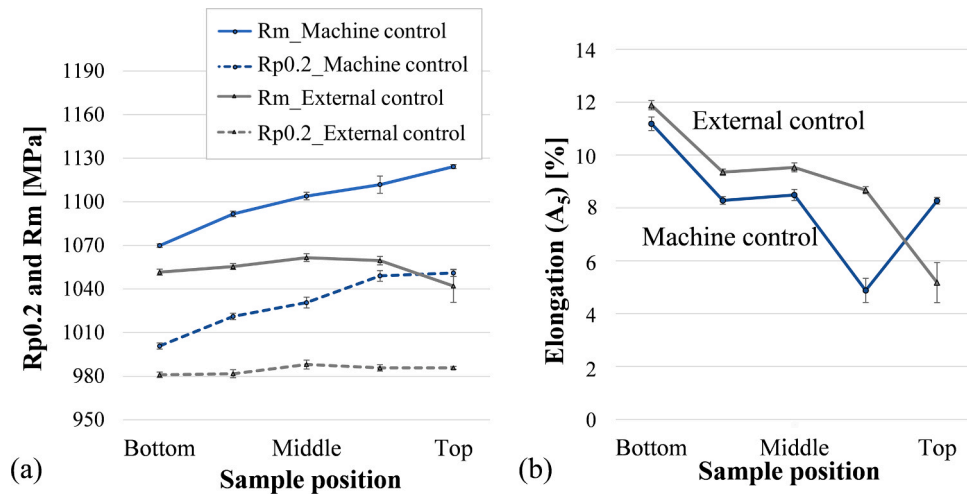 Rm_Machine control
Rp0.2_Machine control
Rm_External control
Rp0.2_External control
Rp0.2 and Rm [MPa]
1190
1160
1130
1100
1070
1040
1010
980
950
Bottom Middle Top
(a) Sample position
Elongation (A₅) [%]
14
12
10
8
6
4
2
0
External control
Machine control
Bottom Middle Top
(b) Sample position